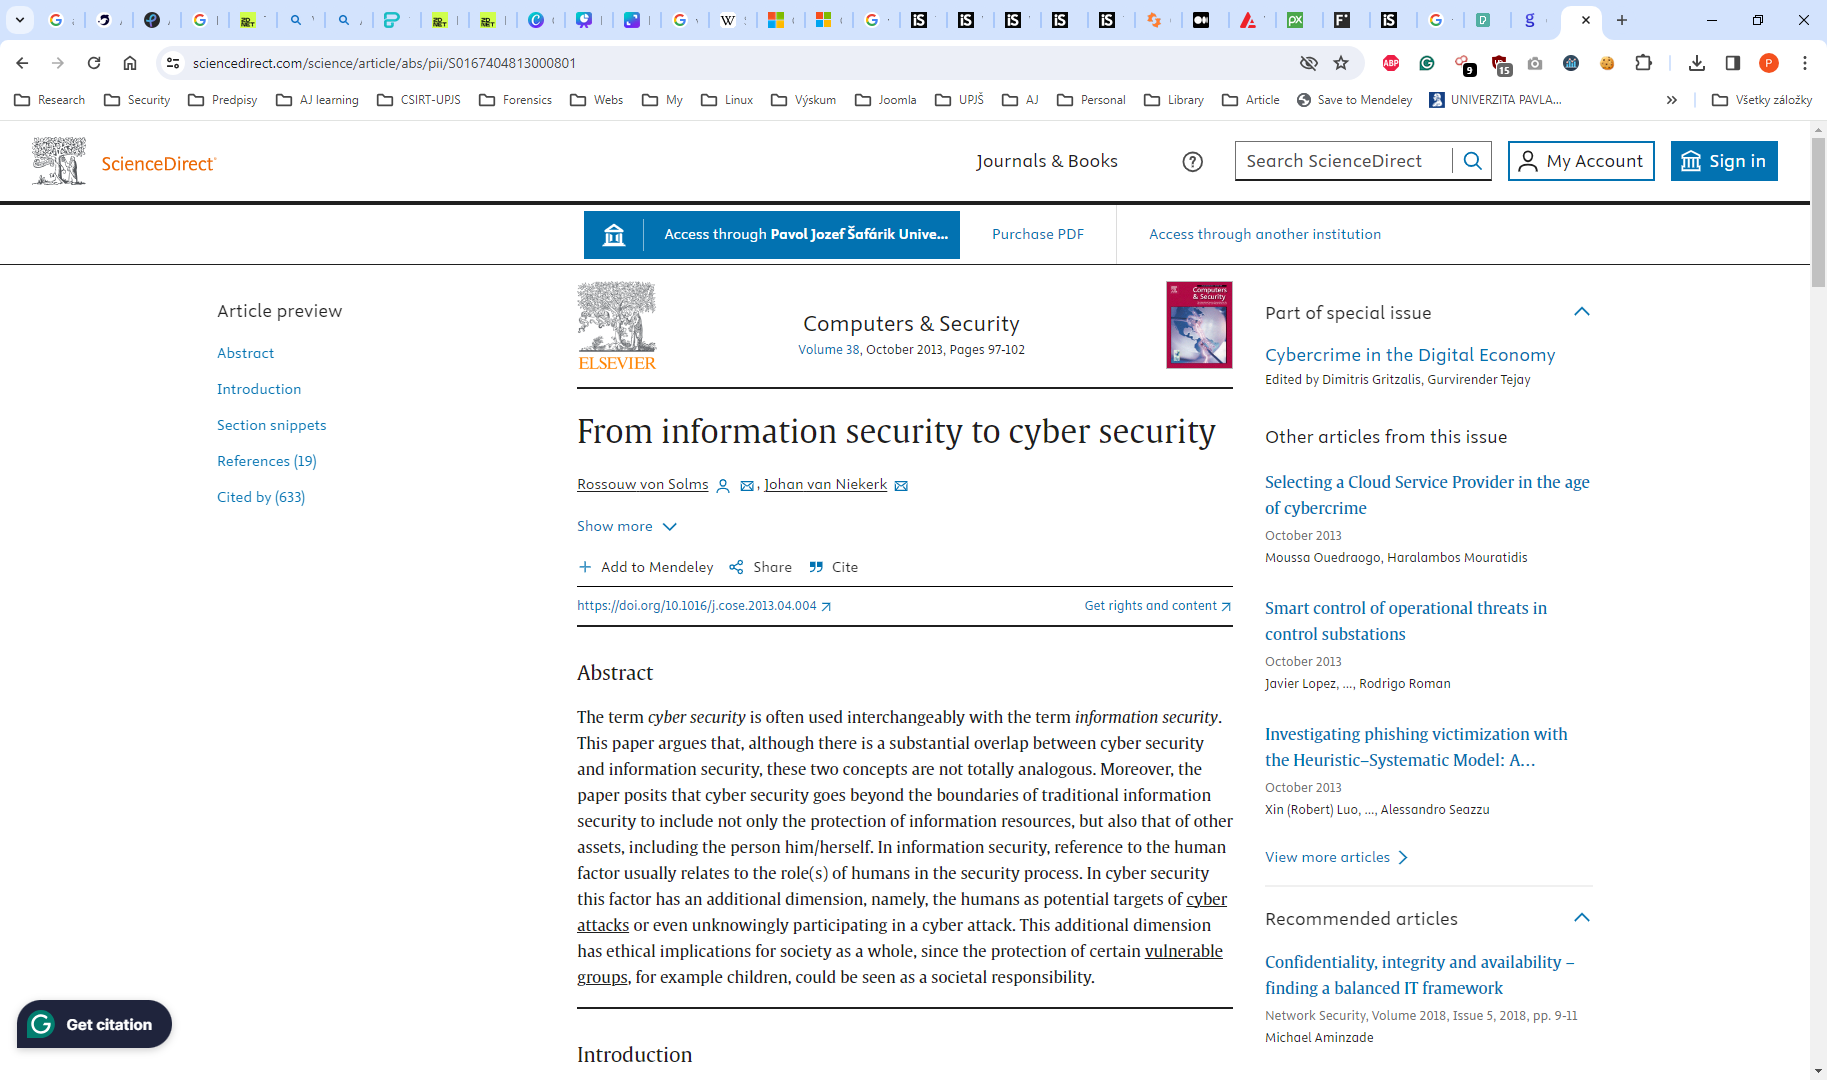 sciencedirect.com/science/article/abs/pii/S0167404813000801
ABP
9
15
P
Research
Security
Predpisy
AJ learning
CSIRT-UPJS
Forensics
Webs
My
Linux
Výskum
Joomla
UPJŠ
AJ
Personal
Library
Article
Save to Mendeley
UNIVERZITA PAVLA...
»
Všetky záložky
ScienceDirect
Journals & Books
Search ScienceDirect
My Account
Sign in
Access through Pavol Jozef Šafárik Unive...
Purchase PDF
Access through another institution
Article preview
Abstract
Introduction
Section snippets
References (19)
Cited by (633)
ELSEVIER
Computers & Security
Volume 38, October 2013, Pages 97-102
Computers
& Security
From information security to cyber security
Rossouw von Solms , Johan van Niekerk
Show more
Add to Mendeley
Share
Cite
https://doi.org/10.1016/j.cose.2013.04.004
Get rights and content
Abstract
The term cyber security is often used interchangeably with the term information security.
This paper argues that, although there is a substantial overlap between cyber security
and information security, these two concepts are not totally analogous. Moreover, the
paper posits that cyber security goes beyond the boundaries of traditional information
security to include not only the protection of information resources, but also that of other
assets, including the person him/herself. In information security, reference to the human
factor usually relates to the role(s) of humans in the security process. In cyber security
this factor has an additional dimension, namely, the humans as potential targets of cyber
attacks or even unknowingly participating in a cyber attack. This additional dimension
has ethical implications for society as a whole, since the protection of certain vulnerable
groups, for example children, could be seen as a societal responsibility.
Introduction
Part of special issue
Cybercrime in the Digital Economy
Edited by Dimitris Gritzalis, Gurvirender Tejay
Other articles from this issue
Selecting a Cloud Service Provider in the age
of cybercrime
October 2013
Moussa Ouedraogo, Haralambos Mouratidis
Smart control of operational threats in
control substations
October 2013
Javier Lopez, ..., Rodrigo Roman
Investigating phishing victimization with
the Heuristic–Systematic Model: A...
October 2013
Xin (Robert) Luo, ..., Alessandro Seazzu
View more articles
Recommended articles
Confidentiality, integrity and availability –
finding a balanced IT framework
Network Security, Volume 2018, Issue 5, 2018, pp. 9-11
Michael Aminzade
Get citation